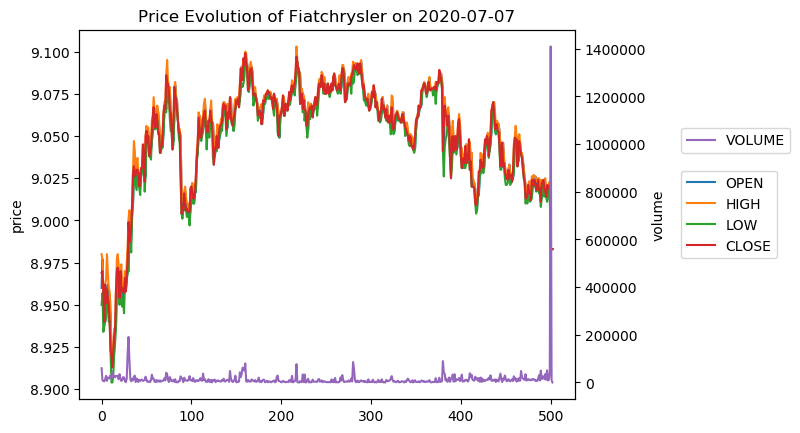 Price Evolution of Fiatchrysler on 2020-07-07
price
9.100
9.075
9.050
9.025
9.000
8.975
8.950
8.925
8.900
0
100
200
300
400
500
1400000
1200000
1000000
800000
600000
400000
200000
0
volume
VOLUME
OPEN
HIGH
LOW
CLOSE